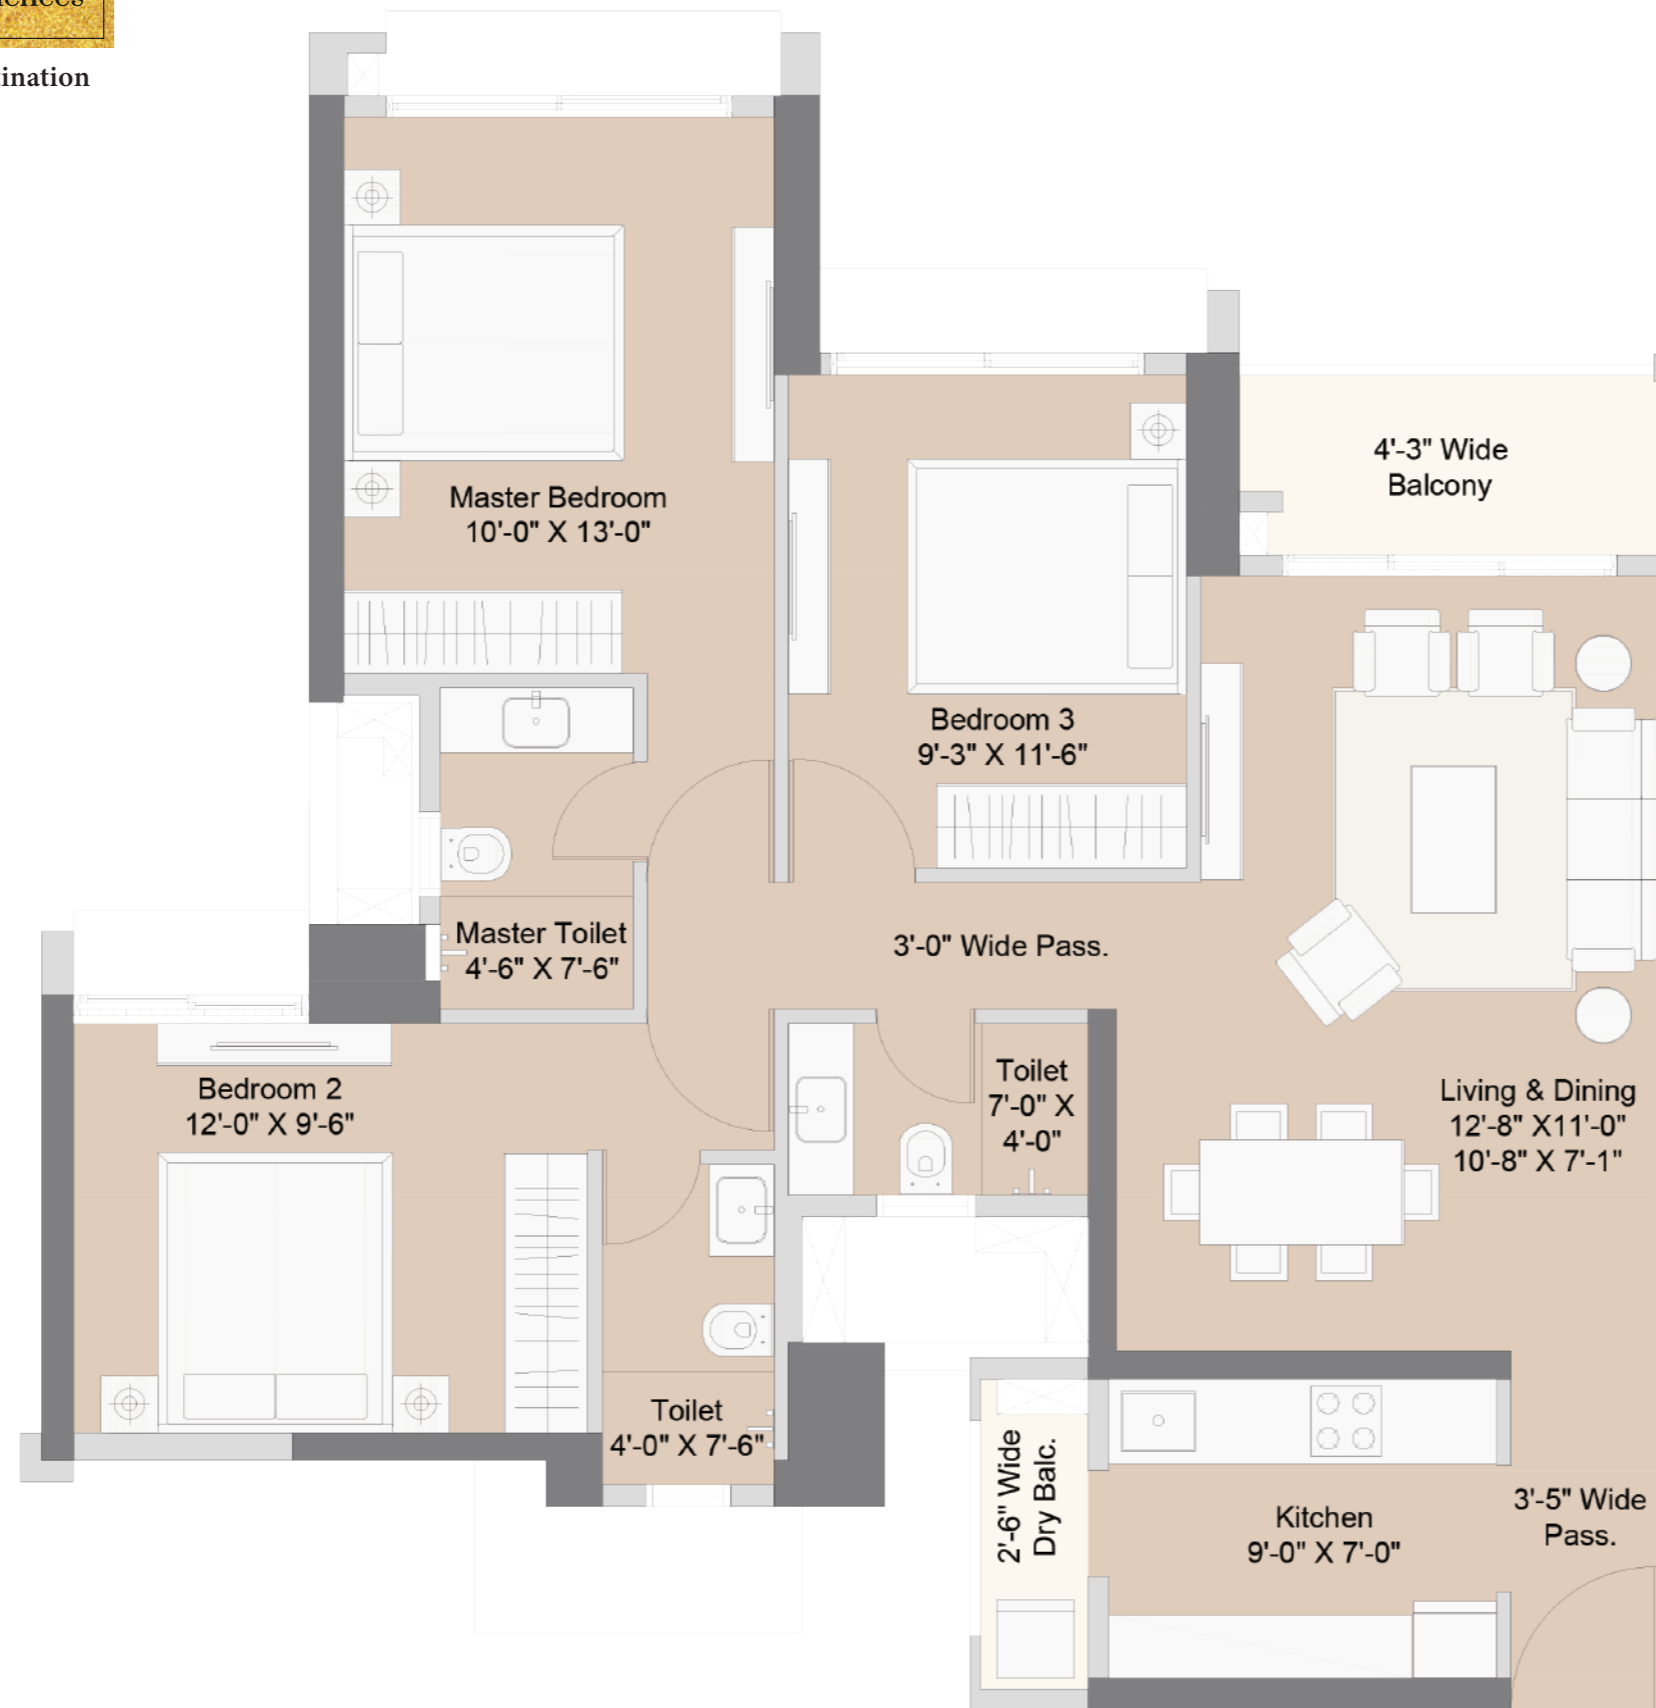 Master Bedroom
10'-0" X 13'-0"
4'-3" Wide
Balcony
Bedroom 3
9'-3" X 11'-6"
Master Toilet
4'-6" X 7'-6"
3'-0" Wide Pass.
Bedroom 2
12'-0" X 9'-6"
Toilet
7'-0" X
4'-0"
Living & Dining
12'-8" X11'-0"
10'-8" X 7'-1"
Toilet
4'-0" X 7'-6"
2'-6" Wide
Dry Balc.
Kitchen
9'-0" X 7'-0"
3'-5" Wide
Pass.